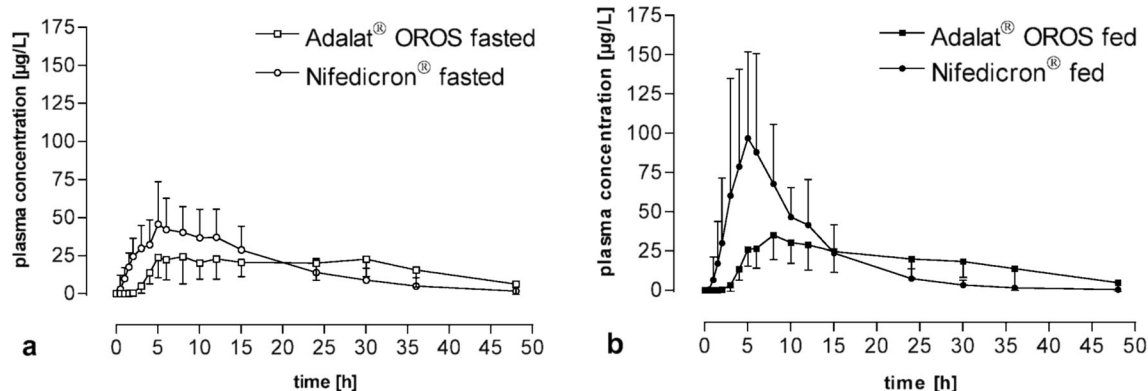 plasma concentration [µg/L]
175
150
125
100
75
50
25
0
Adalat® OROS fasted
Nifedicron® fasted
0 5 10 15 20 25 30 35 40 45 50
a
time [h]
plasma concentration [µg/L]
175
150
125
100
75
50
25
0
Adalat® OROS fed
Nifedicron® fed
0 5 10 15 20 25 30 35 40 45 50
b
time [h]